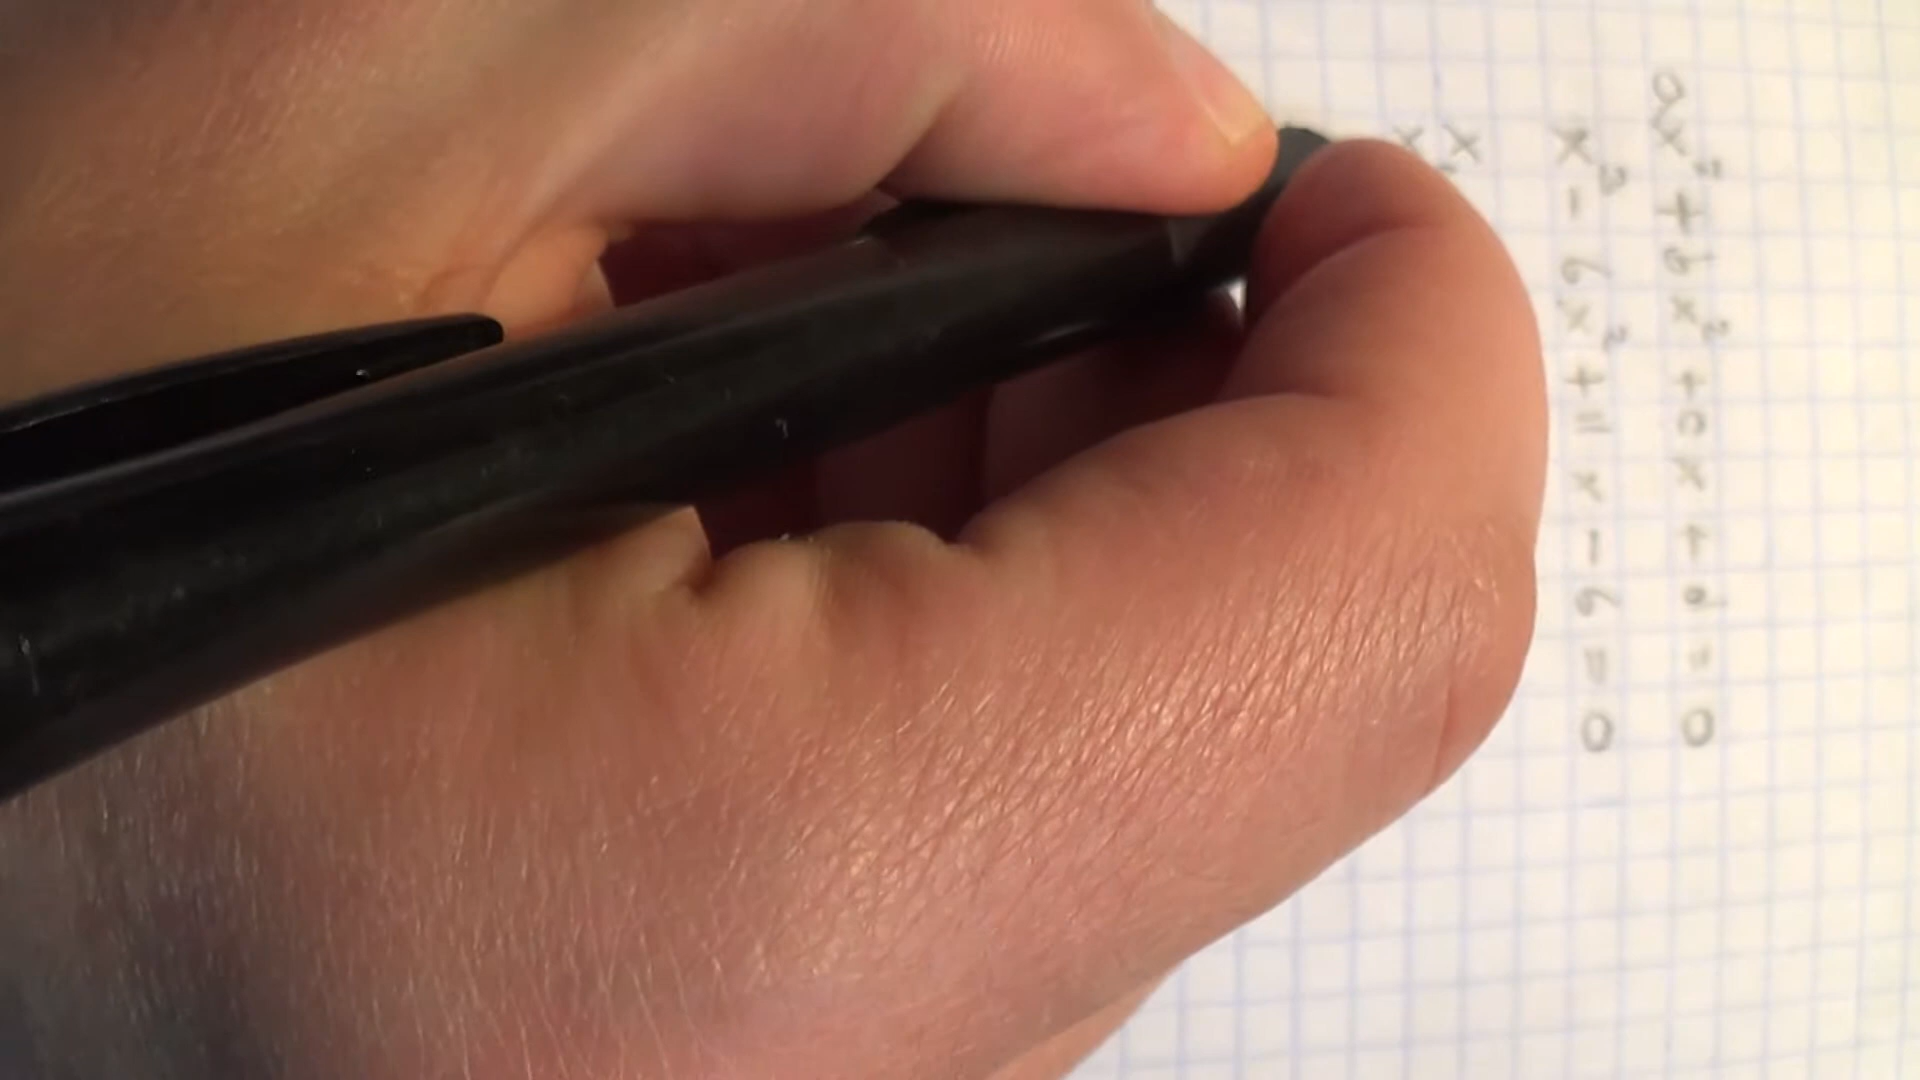 ax³ + bx² + cx + d = 0
x³ - 6x² + 11x - 6 = 0
x
x